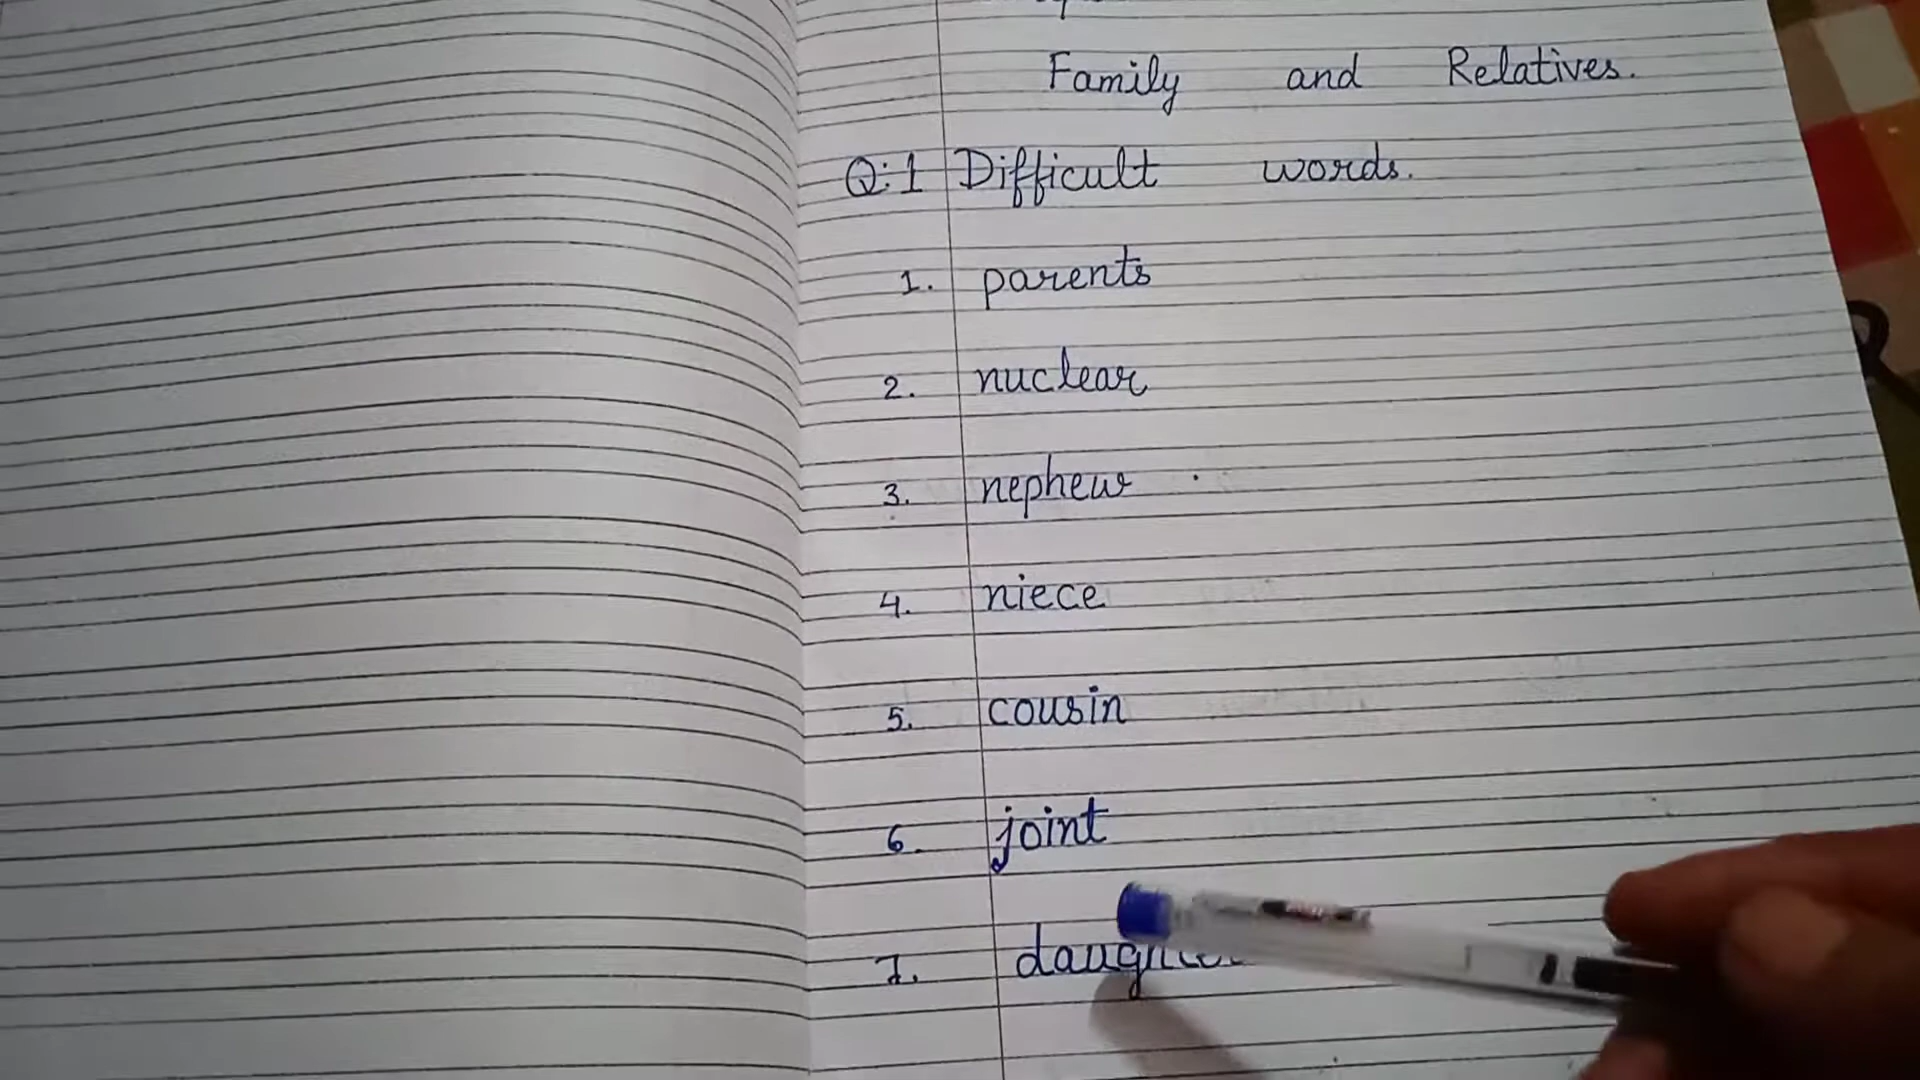 Family and Relatives.
Q:1 Difficult words.
1. parents
2. nuclear
3. nephew
4. niece
5. cousin
6. joint
7.